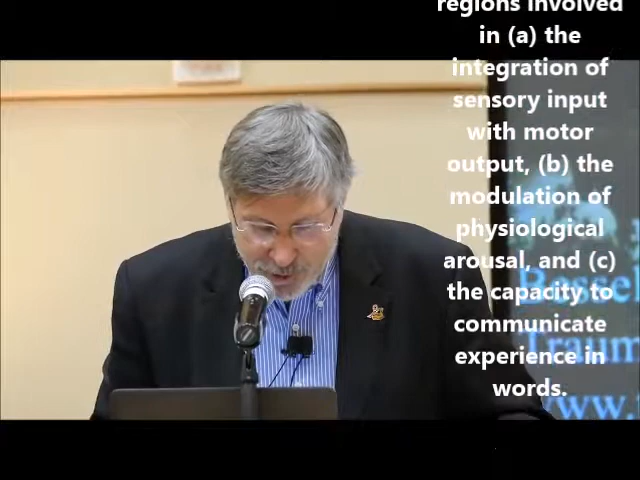 regions involved
in (a) the
integration of
sensory input
with motor
output, (b) the
modulation of
physiological
arousal, and (c)
the capacity to
communicate
experience in
words.